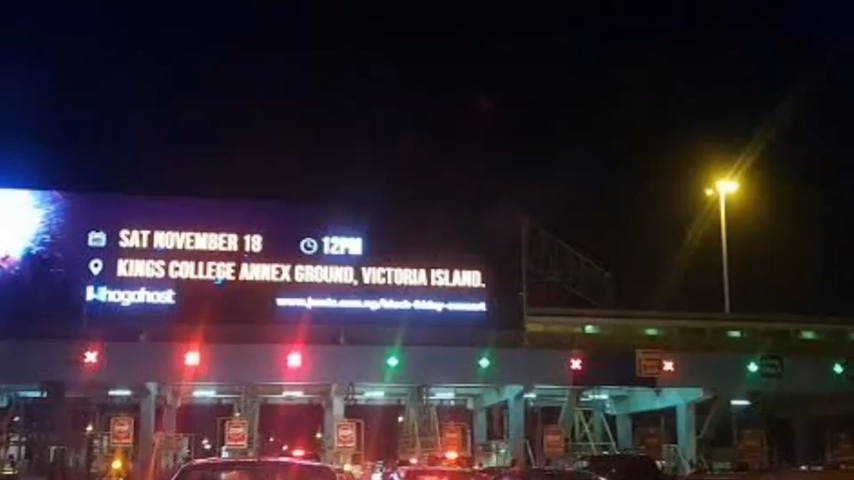 SAT NOVEMBER 18 12PM
KINGS COLLEGE ANNEX GROUND, VICTORIA ISLAND.
Whogohost